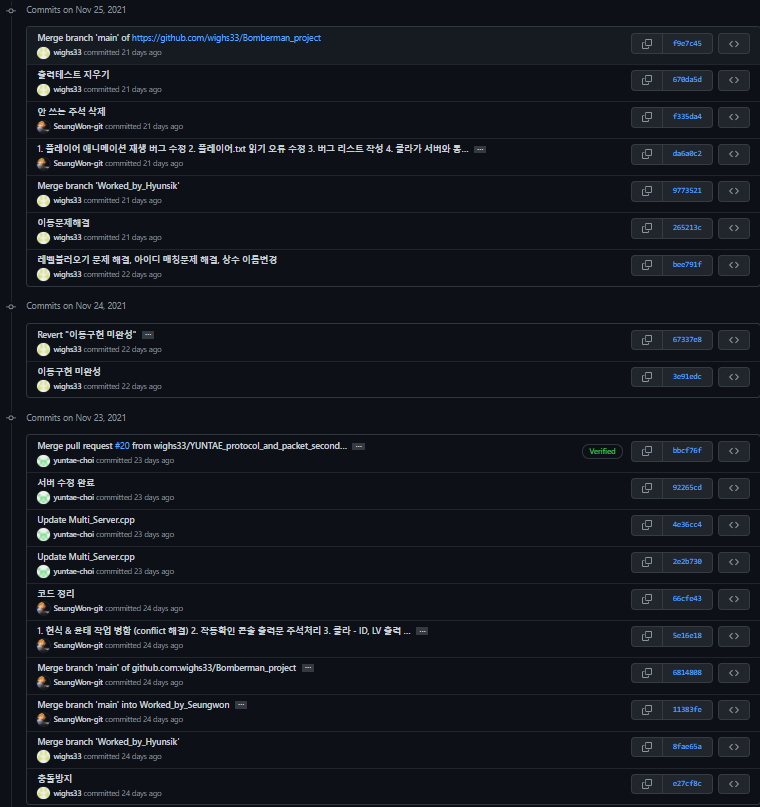 Commits on Nov 25, 2021
Merge branch 'main' of https://github.com/wighs33/Bomberman_project
wighs33 committed 21 days ago
f9e7c45
출력테스트 지우기
wighs33 committed 21 days ago
670da5d
안 쓰는 주석 삭제
SeungWon-git committed 21 days ago
f335da4
1. 플레이어 애니메이션 재생 버그 수정 2. 플레이어.txt 읽기 오류 수정 3. 버그 리스트 작성 4. 클라가 서버와 통...
SeungWon-git committed 21 days ago
da6a0c2
Merge branch 'Worked_by_Hyunsik'
wighs33 committed 21 days ago
9773521
이동문제해결
wighs33 committed 21 days ago
265213c
레벨불러오기 문제 해결, 아이디 매칭문제 해결, 상수 이름변경
wighs33 committed 22 days ago
bee791f
Commits on Nov 24, 2021
Revert "이동구현 미완성"
wighs33 committed 22 days ago
67337e8
이동구현 미완성
wighs33 committed 22 days ago
3e91edc
Commits on Nov 23, 2021
Merge pull request #20 from wighs33/YUNTAE_protocol_and_packet_second...
yuntae-choi committed 23 days ago
Verified
bbcf76f
서버 수정 완료
yuntae-choi committed 23 days ago
92265cd
Update Multi_Server.cpp
yuntae-choi committed 23 days ago
4e36cc4
Update Multi_Server.cpp
yuntae-choi committed 23 days ago
2e2b730
코드 정리
SeungWon-git committed 24 days ago
66cfe43
1. 현식 & 윤태 작업 병합 (conflict 해결) 2. 작동확인 콘솔 출력문 주석처리 3. 클라 - ID, LV 출력 ...
SeungWon-git committed 24 days ago
5e16e18
Merge branch 'main' of github.com:wighs33/Bomberman_project
SeungWon-git committed 24 days ago
6814808
Merge branch 'main' into Worked_by_Seungwon
SeungWon-git committed 24 days ago
11383fe
Merge branch 'Worked_by_Hyunsik'
wighs33 committed 24 days ago
8fae65a
충돌방지
wighs33 committed 24 days ago
e27cf8c